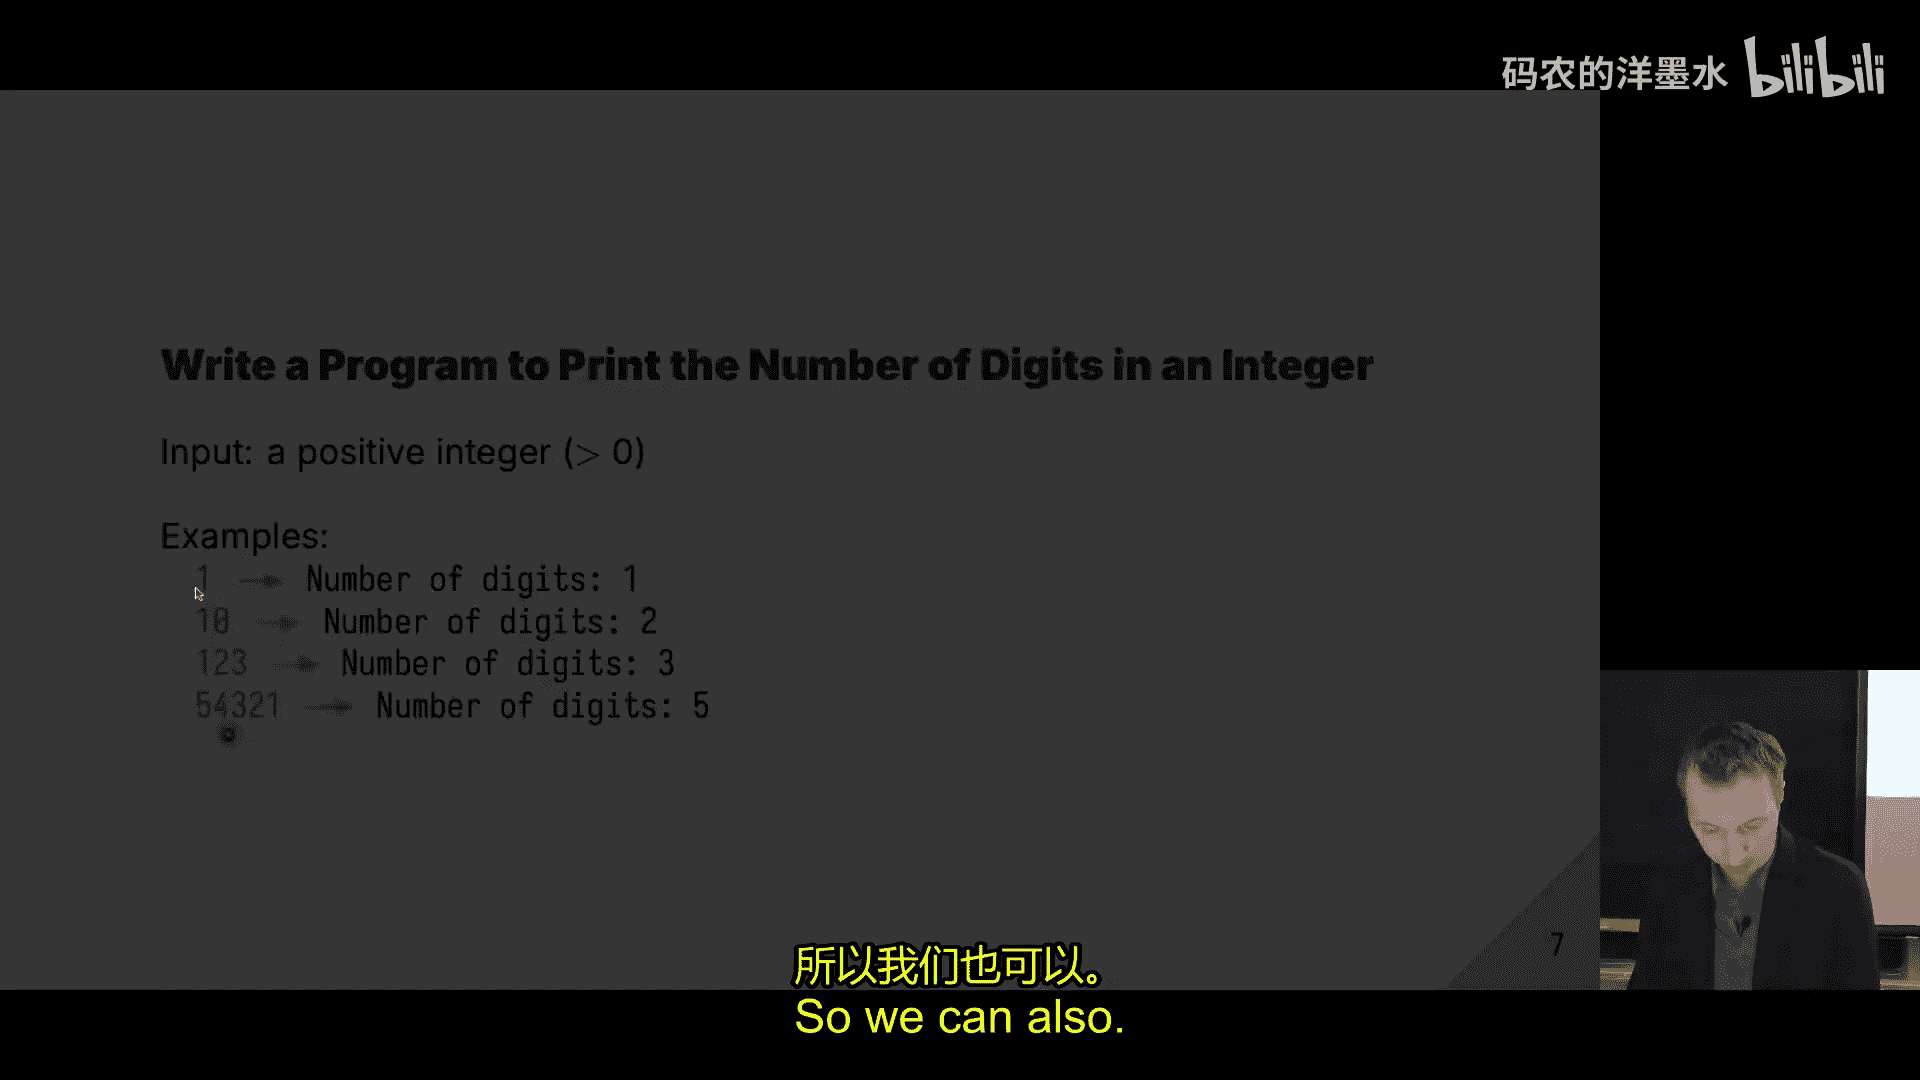 码农的洋墨水 bilibili
Write a Program to Print the Number of Digits in an Integer
Input: a positive integer (> 0)
Examples:
1 → Number of digits: 1
10 → Number of digits: 2
123 → Number of digits: 3
54321 → Number of digits: 5
7
所以我们也可以。
So we can also.